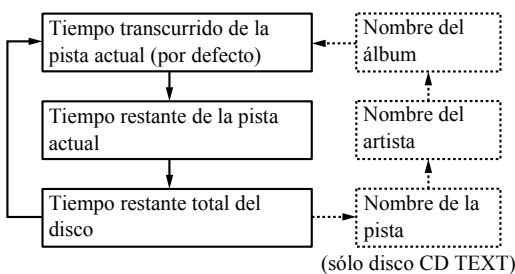 Tiempo transcurrido de la
pista actual (por defecto)
Nombre del
álbum
Tiempo restante de la pista
actual
Nombre del
artista
Tiempo restante total del
disco
Nombre de la
pista
(sólo disco CD TEXT)